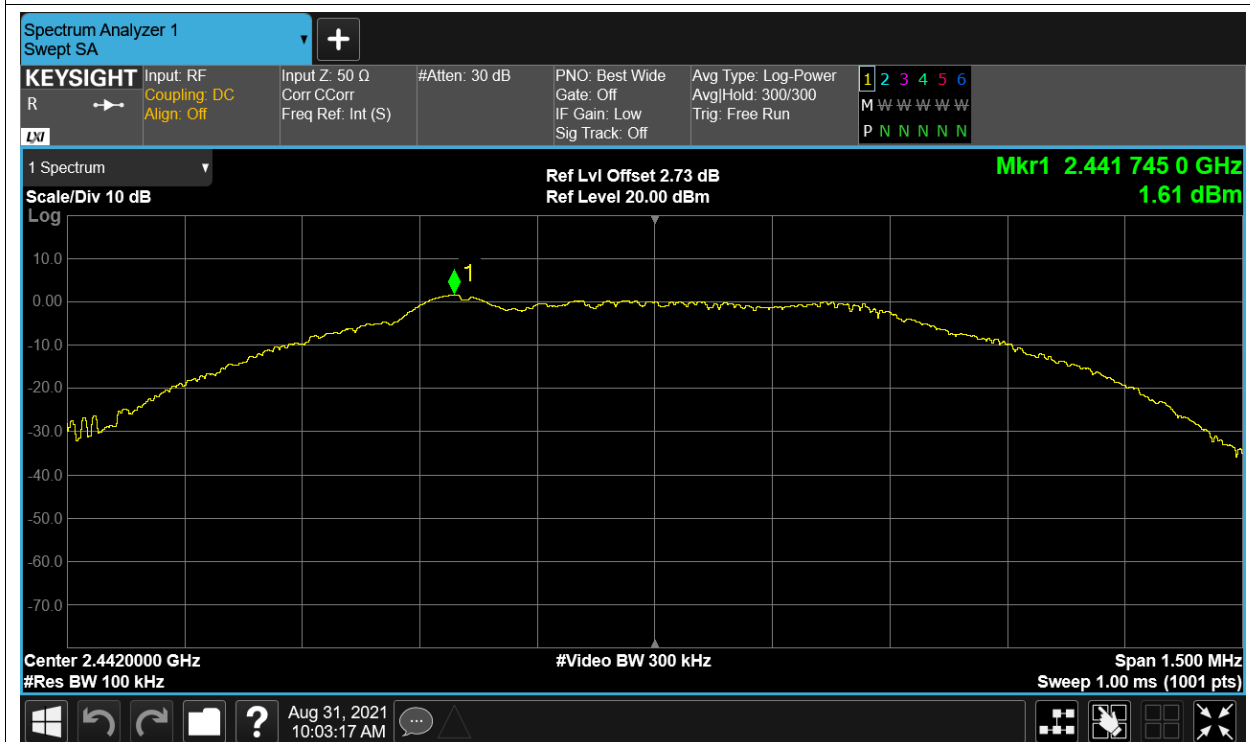 Spectrum Analyzer 1
Swept SA
KEYSIGHT
R
LXI
Input: RF
Coupling: DC
Align: Off
Input Z: 50 Ω
Corr CCorr
Freq Ref: Int (S)
#Atten: 30 dB
PNO: Best Wide
Gate: Off
IF Gain: Low
Sig Track: Off
Avg Type: Log-Power
Avg|Hold: 300/300
Trig: Free Run
1 2 3 4 5 6
M W W W W W
P N N N N N
1 Spectrum
Scale/Div 10 dB
Ref Lvl Offset 2.73 dB
Ref Level 20.00 dBm
Mkr1 2.441 745 0 GHz
1.61 dBm
Log
10.0
0.00
-10.0
-20.0
-30.0
-40.0
-50.0
-60.0
-70.0
1
Center 2.4420000 GHz
#Res BW 100 kHz
#Video BW 300 kHz
Span 1.500 MHz
Sweep 1.00 ms (1001 pts)
?
Aug 31, 2021
10:03:17 AM